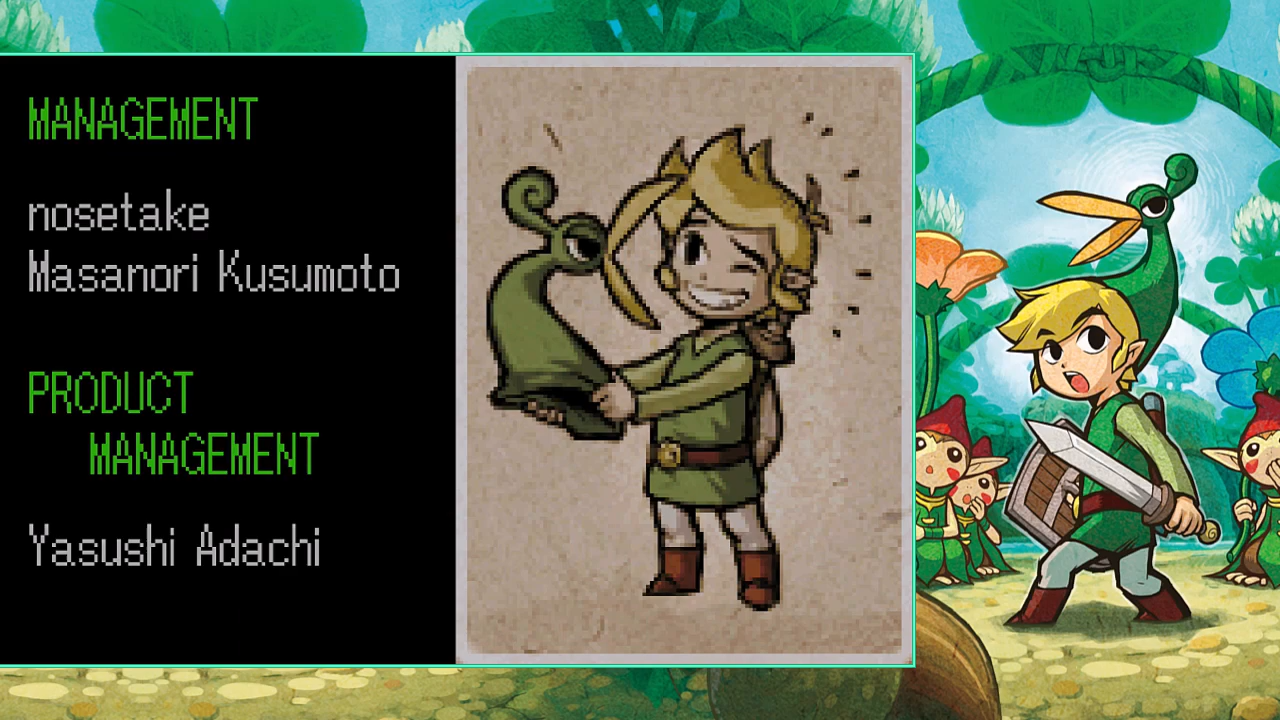 MANAGEMENT
nosetake
Masanori Kusumoto
PRODUCT
MANAGEMENT
Yasushi Adachi